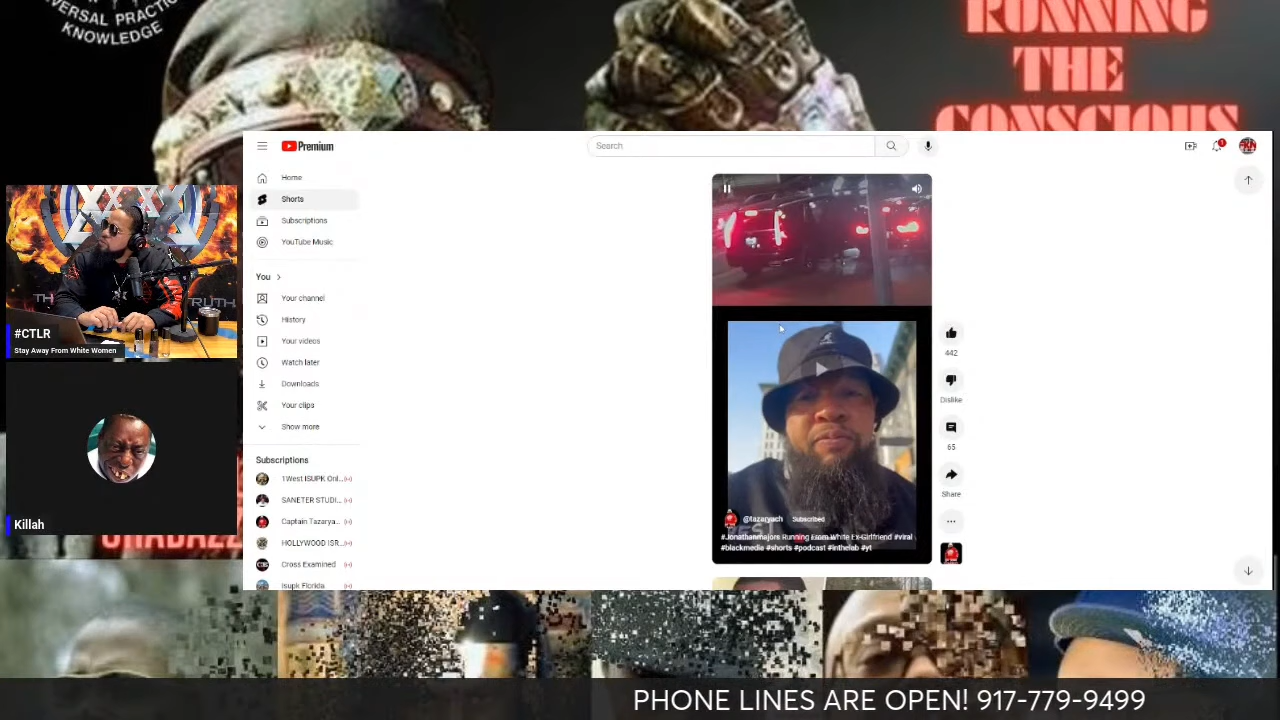 VERSAL PRACTIC
KNOWLEDGE
RUNNING
THE
CONSCIOUS
Premium
Search
Home
Shorts
Subscriptions
YouTube Music
You
Your channel
History
Your videos
Watch later
Downloads
Your clips
Show more
Subscriptions
1West ISUPK Onl...
SANETER STUDI...
Captain Tazarya...
HOLLYWOOD ISR...
Cross Examined
Isupk Florida
442
Dislike
65
Share
@tazaryach Subscribed
#Jonathanmajors Running From White Ex-Girlfriend #viral
#blackmedia #shorts #podcast #inthelab #yt
TH
TRUTH
#CTLR
Stay Away From White Women
Killah
PHONE LINES ARE OPEN! 917-779-9499